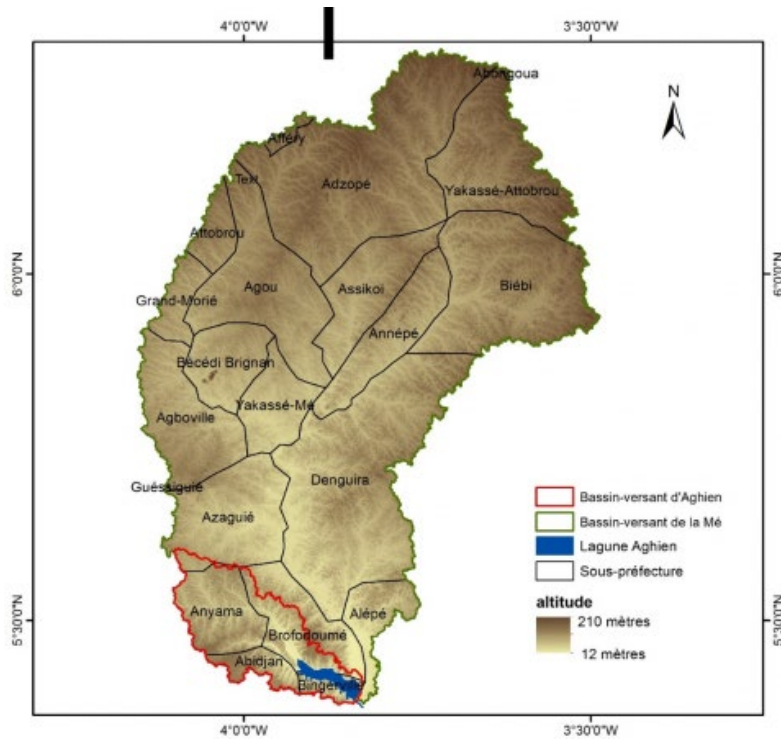 4°0'0"W
3°30'0"W
Abongoua
N
Afféry
Adzopé
Yakassé-Attobrou
Attobrou
6°0'0"N
6°0'0"N
Agou
Assikoi
Biébi
Grand-Morié
Annépé
Bécédi Brignan
Yakassé-Mé
Agboville
Denguira
Guéssiguié
Azaguié
Bassin-versant d'Aghien
Bassin-versant de la Mé
Lagune Aghien
Sous-préfecture
altitude
210 mètres
12 mètres
5°30'0"N
5°30'0"N
Anyama
Alépé
Brofodoumé
Abidjan
Bingerville
4°0'0"W
3°30'0"W